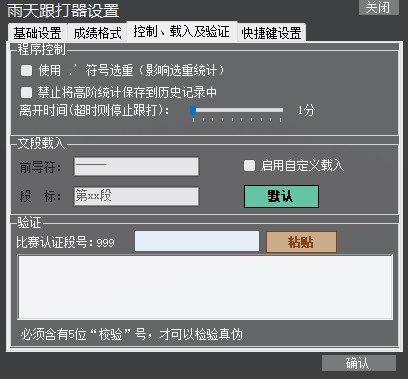 雨天跟打器设置
关闭
基础设置 成绩格式 控制、载入及验证 快捷键设置
程序控制
使用 ;′ 符号选重（影响选重统计）
禁止将高阶统计保存到历史记录中
离开时间(超时则停止跟打): 1分
文段载入
前导符: ——— 启用自定义载入
段 标: 第xx段 默认
验证
比赛认证段号:999 粘贴
必须含有5位“校验”号，才可以检验真伪
确认